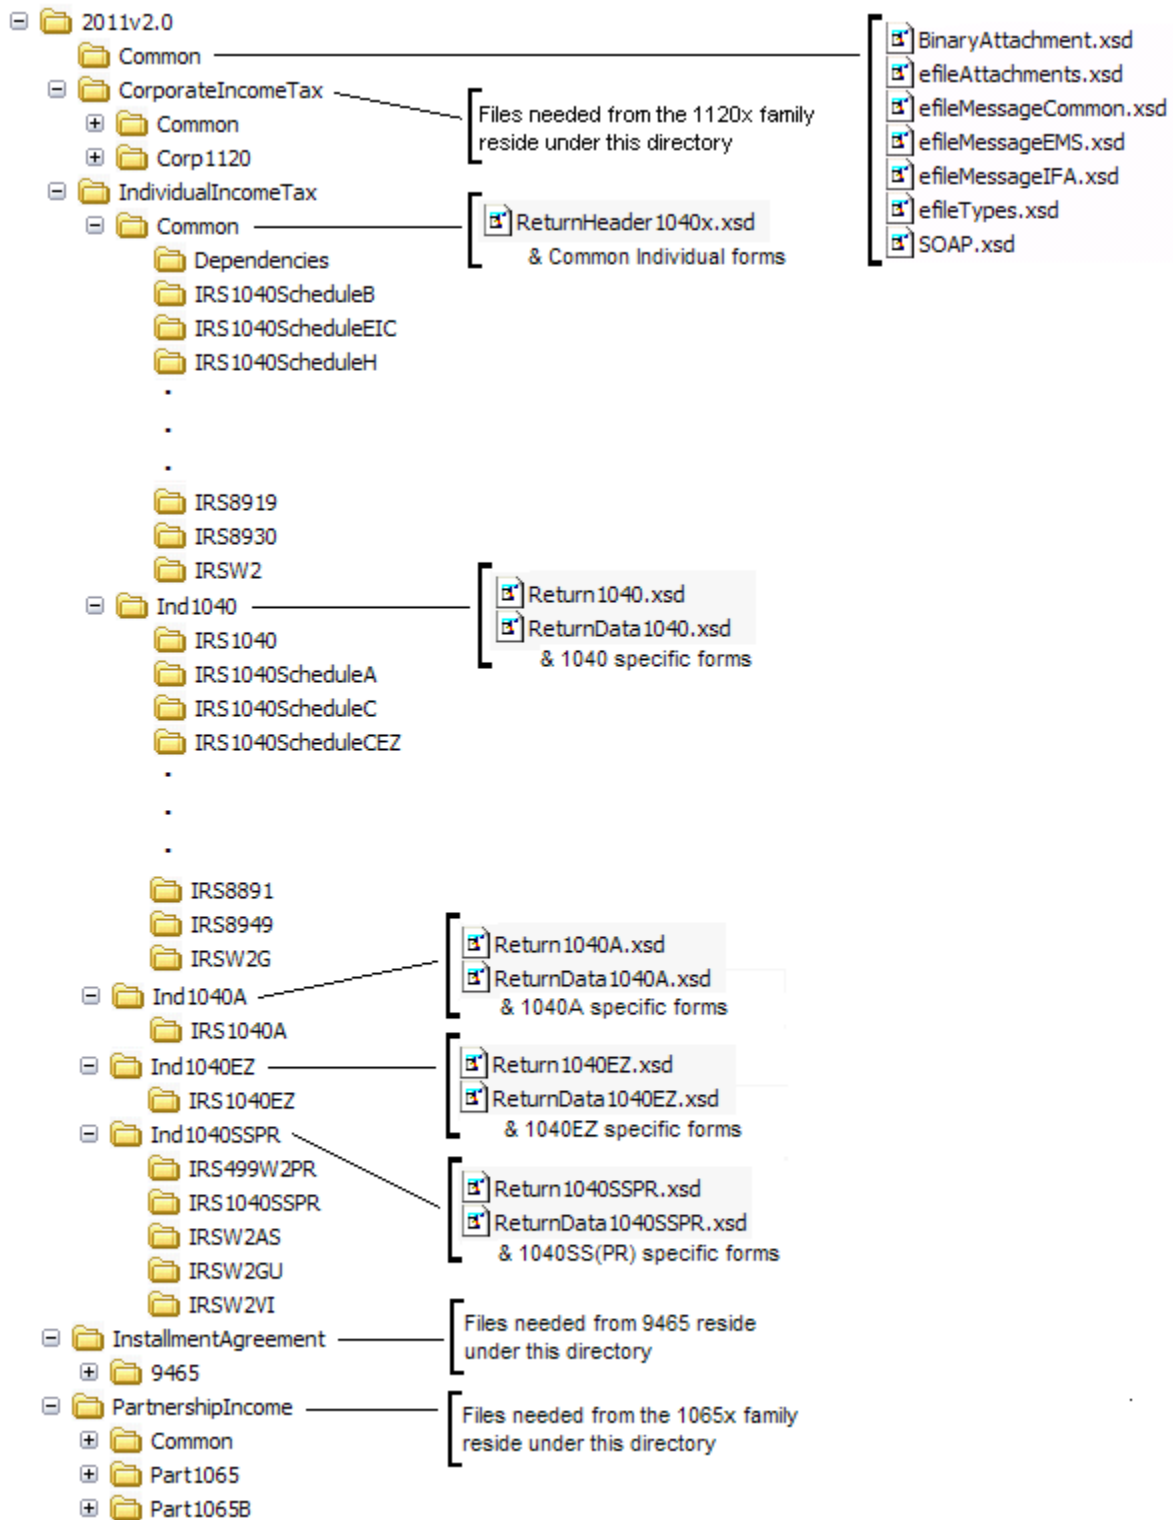 2011v2.0
Common
BinaryAttachment.xsd
efileAttachments.xsd
efileMessageCommon.xsd
efileMessageEMS.xsd
efileMessageIFA.xsd
efileTypes.xsd
SOAP.xsd
CorporateIncomeTax
Files needed from the 1120x family
reside under this directory
Common
Corp1120
IndividualIncomeTax
Common
ReturnHeader1040x.xsd
& Common Individual forms
Dependencies
IRS1040ScheduleB
IRS1040ScheduleEIC
IRS1040ScheduleH
.
.
.
IRS8919
IRS8930
IRSW2
Ind1040
Return1040.xsd
ReturnData1040.xsd
& 1040 specific forms
IRS1040
IRS1040ScheduleA
IRS1040ScheduleC
IRS1040ScheduleCEZ
.
.
.
IRS8891
IRS8949
IRSW2G
Ind1040A
Return1040A.xsd
ReturnData1040A.xsd
& 1040A specific forms
IRS1040A
Ind1040EZ
Return1040EZ.xsd
ReturnData1040EZ.xsd
& 1040EZ specific forms
IRS1040EZ
Ind1040SSPR
Return1040SSPR.xsd
ReturnData1040SSPR.xsd
& 1040SS(PR) specific forms
IRS499W2PR
IRS1040SSPR
IRSW2AS
IRSW2GU
IRSW2VI
InstallmentAgreement
Files needed from 9465 reside
under this directory
9465
PartnershipIncome
Files needed from the 1065x family
reside under this directory
Common
Part1065
Part1065B